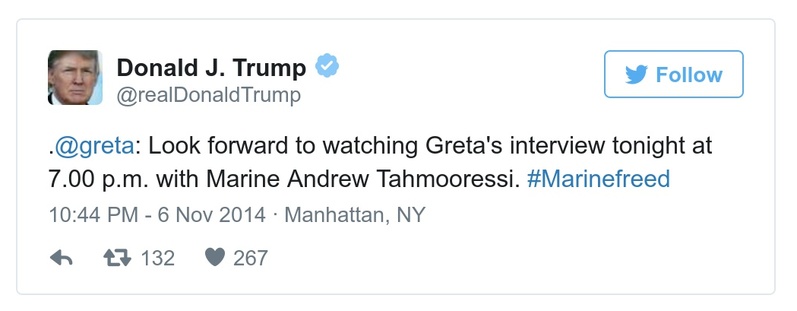 Donald J. Trump
@realDonaldTrump
Follow
.@greta: Look forward to watching Greta's interview tonight at
7.00 p.m. with Marine Andrew Tahmooressi. #Marinefreed
10:44 PM - 6 Nov 2014 · Manhattan, NY
132 267